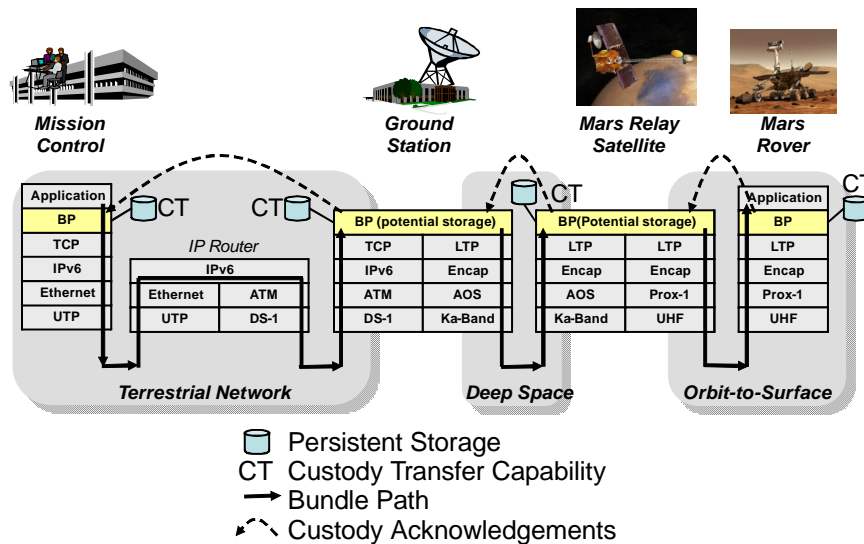 Mission Control
Ground Station
Mars Relay Satellite
Mars Rover
CT
CT
CT
CT
Application
BP
TCP
IPv6
Ethernet
UTP
IP Router
IPv6
Ethernet ATM
UTP DS-1
BP (potential storage)
TCP LTP
IPv6 Encap
ATM AOS
DS-1 Ka-Band
BP(Potential storage)
LTP LTP
Encap Encap
AOS Prox-1
Ka-Band UHF
Application
BP
LTP
Encap
Prox-1
UHF
Terrestrial Network
Deep Space
Orbit-to-Surface
Persistent Storage
CT Custody Transfer Capability
Bundle Path
Custody Acknowledgements